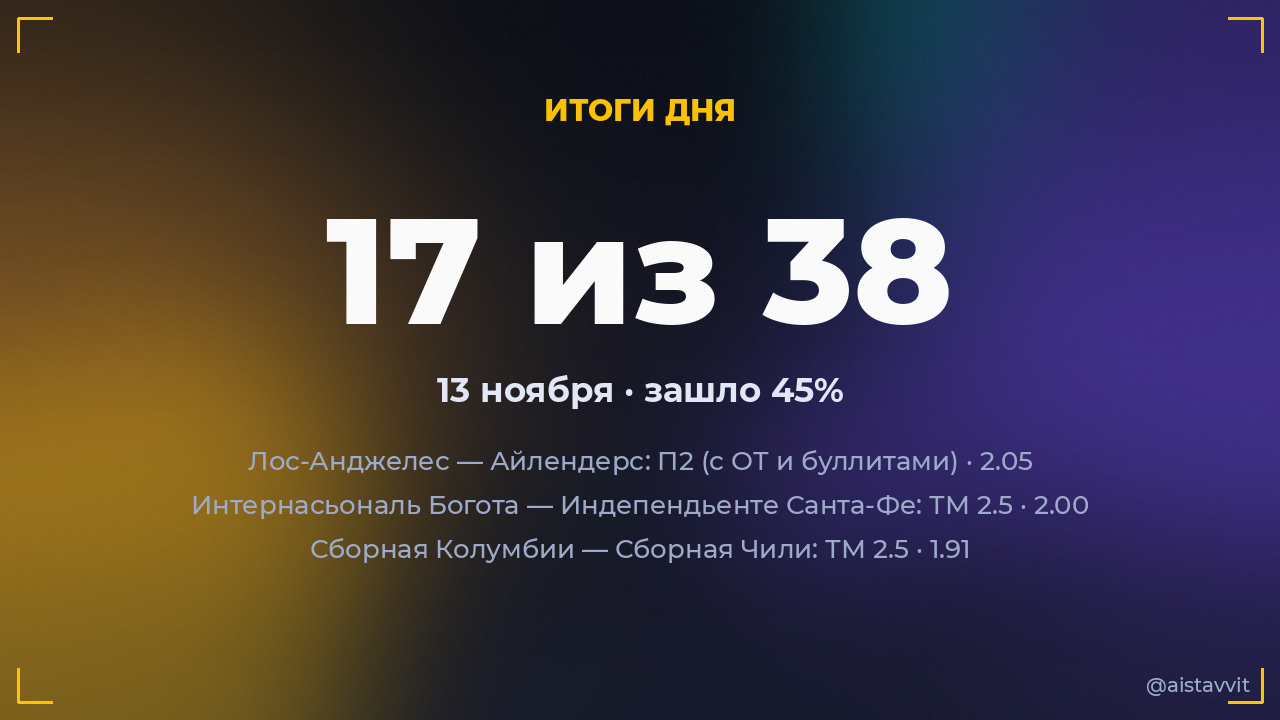 ИТОГИ ДНЯ
17 из 38
13 ноября · зашло 45%
Лос-Анджелес — Айлендерс: П2 (с ОТ и буллитами) · 2.05
Интернасьональ Богота — Индепендьенте Санта-Фе: ТМ 2.5 · 2.00
Сборная Колумбии — Сборная Чили: ТМ 2.5 · 1.91
@aistavvit